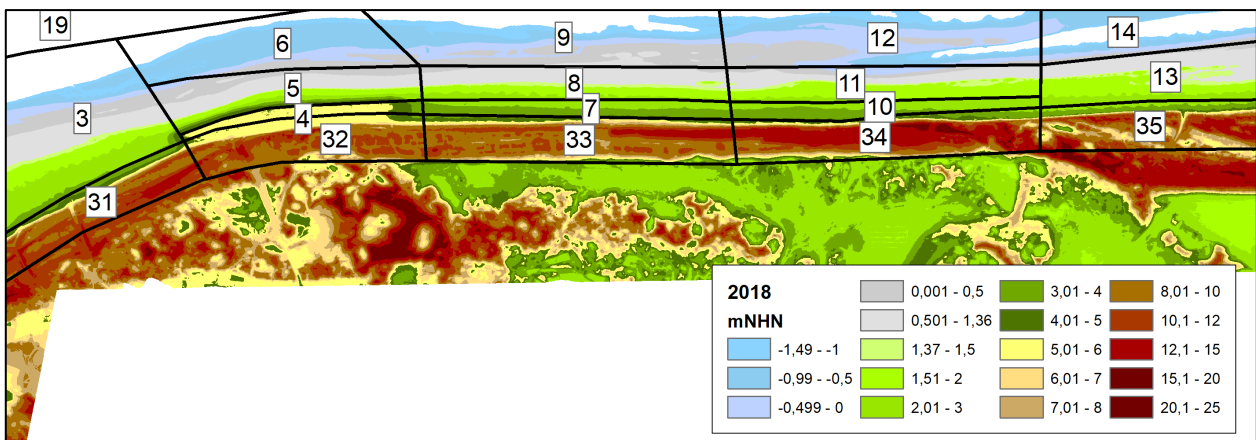 19
6
9
12
14
3
5
8
11
13
4
7
10
32
33
34
35
31
2018
mNHN
-1,49 - -1
-0,99 - -0,5
-0,499 - 0
0,001 - 0,5
0,501 - 1,36
1,37 - 1,5
1,51 - 2
2,01 - 3
3,01 - 4
4,01 - 5
5,01 - 6
6,01 - 7
7,01 - 8
8,01 - 10
10,1 - 12
12,1 - 15
15,1 - 20
20,1 - 25